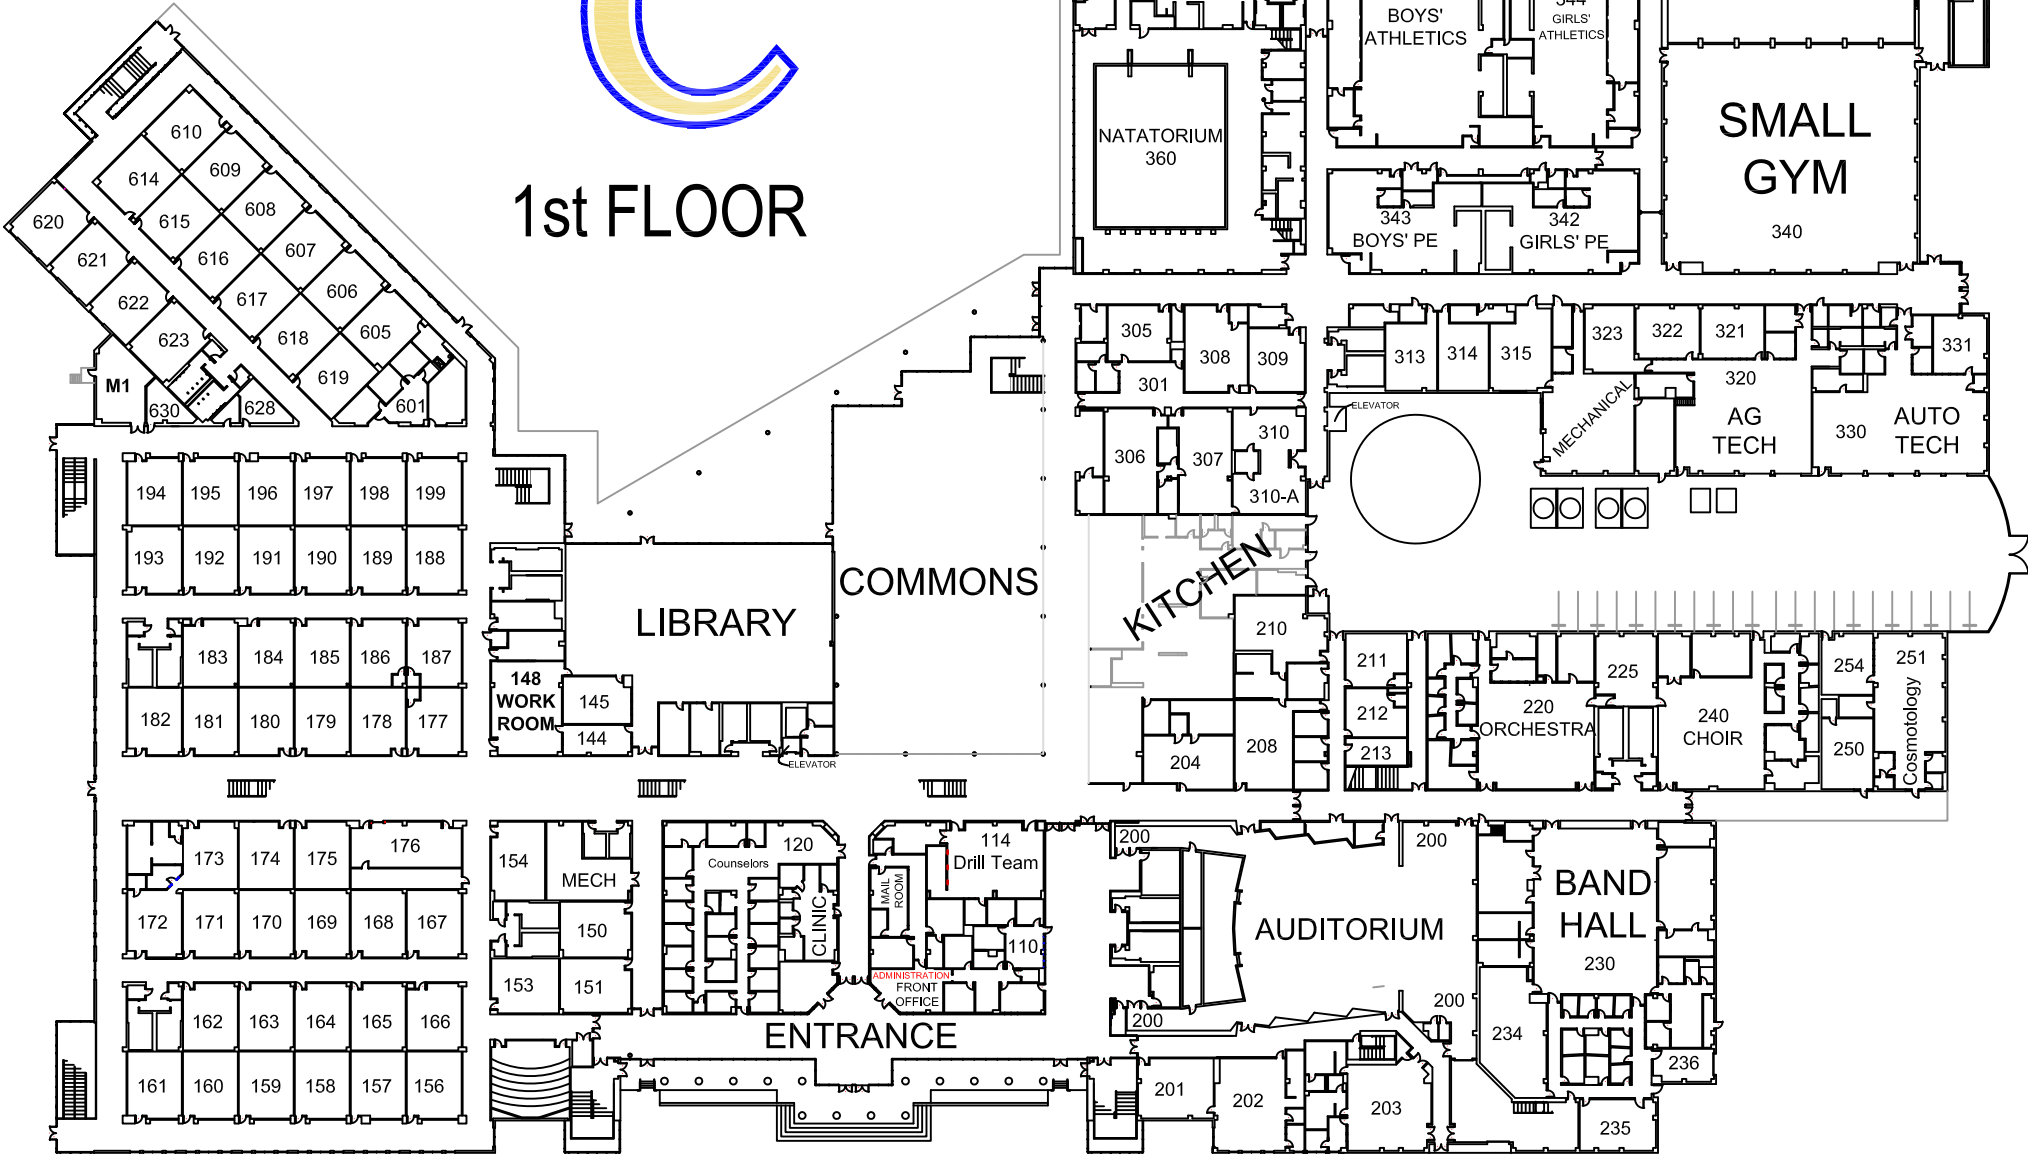 1st FLOOR
BOYS'
ATHLETICS
344
GIRLS'
ATHLETICS
NATATORIUM
360
SMALL
GYM
340
343
BOYS' PE
342
GIRLS' PE
610
609
608
607
606
605
614
615
616
617
618
619
620
621
622
623
M1
630
628
601
305
308
309
301
313
314
315
323
322
321
331
320
AG
TECH
MECHANICAL
330
AUTO
TECH
ELEVATOR
306
307
310
310-A
194
195
196
197
198
199
193
192
191
190
189
188
183
184
185
186
187
182
181
180
179
178
177
148
WORK
ROOM
145
144
LIBRARY
COMMONS
ELEVATOR
KITCHEN
210
208
204
211
212
213
220
ORCHESTRA
225
240
CHOIR
254
250
251
Cosmotology
173
174
175
176
172
171
170
169
168
167
154
MECH
150
153
151
120
Counselors
CLINIC
MAIL
ROOM
114
Drill Team
110
ADMINISTRATION
FRONT
OFFICE
ENTRANCE
200
200
200
200
AUDITORIUM
BAND
HALL
230
234
236
235
201
202
203
162
163
164
165
166
161
160
159
158
157
156
C